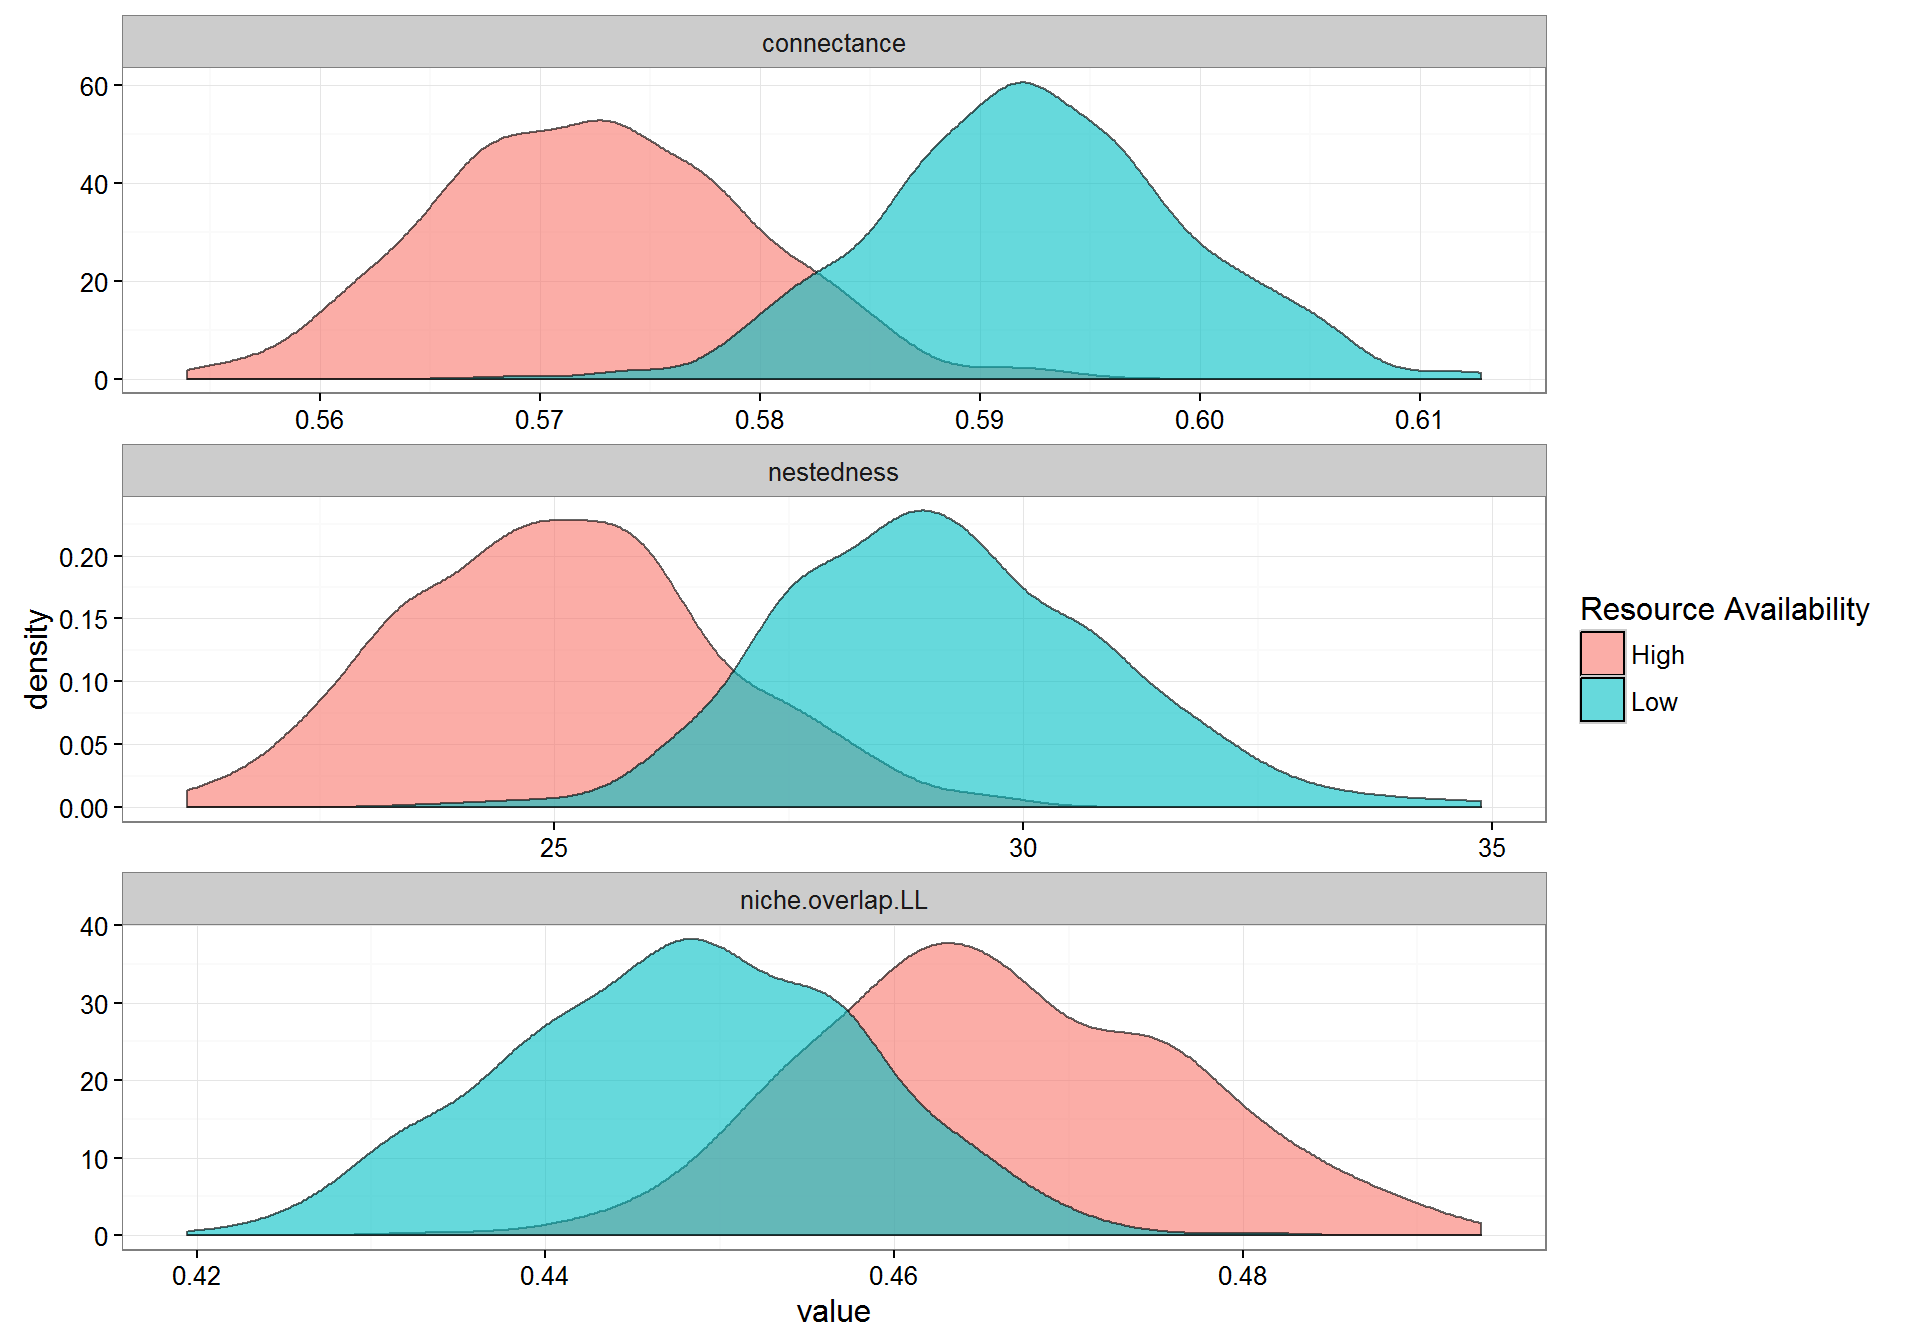 connectance
60
40
20
0
0.56 0.57 0.58 0.59 0.60 0.61
nestedness
0.20
0.15
0.10
0.05
0.00
25 30 35
niche.overlap.LL
40
30
20
10
0
0.42 0.44 0.46 0.48
value
density
Resource Availability
High
Low